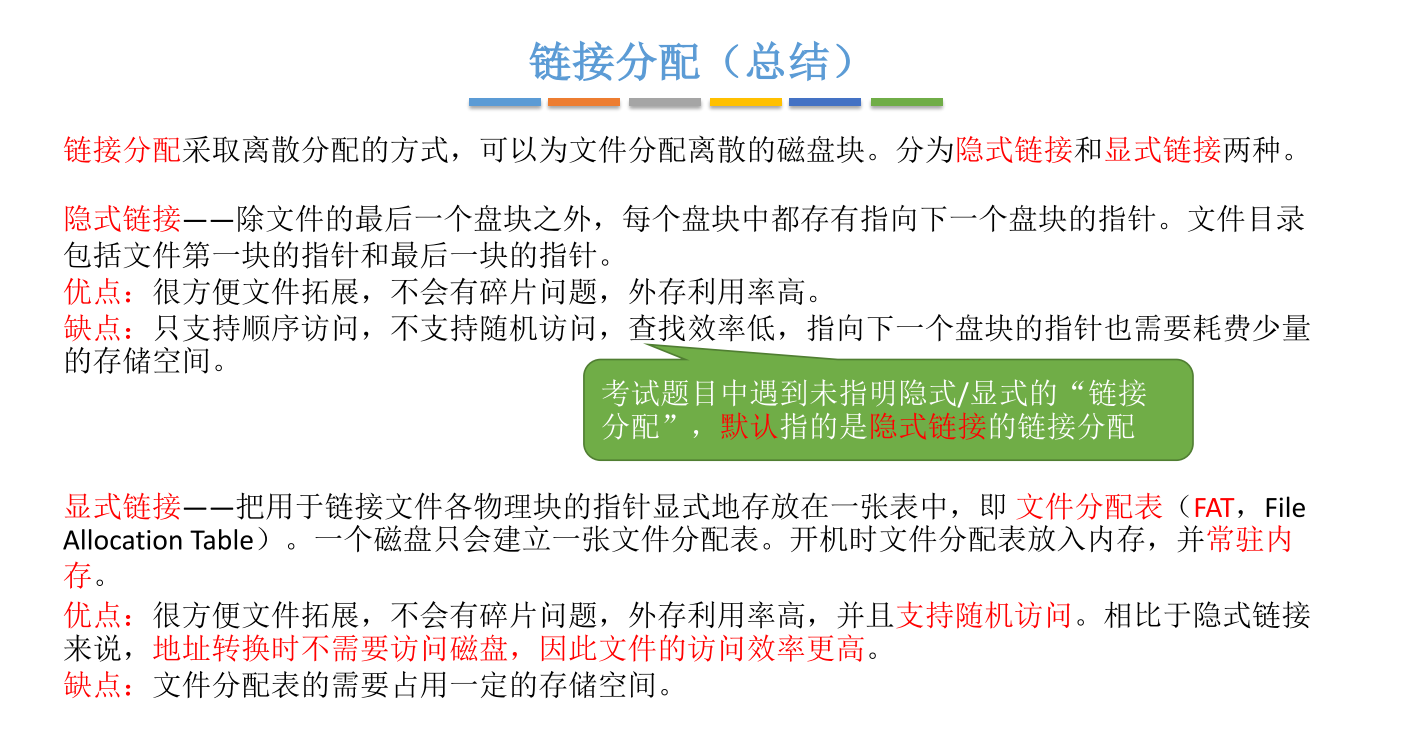 链接分配（总结）
链接分配采取离散分配的方式，可以为文件分配离散的磁盘块。分为隐式链接和显式链接两种。
隐式链接——除文件的最后一个盘块之外，每个盘块中都存有指向下一个盘块的指针。文件目录
包括文件第一块的指针和最后一块的指针。
优点：很方便文件拓展，不会有碎片问题，外存利用率高。
缺点：只支持顺序访问，不支持随机访问，查找效率低，指向下一个盘块的指针也需要耗费少量
的存储空间。
考试题目中遇到未指明隐式/显式的“链接
分配”，默认指的是隐式链接的链接分配
显式链接——把用于链接文件各物理块的指针显式地存放在一张表中，即 文件分配表（FAT，File
Allocation Table）。一个磁盘只会建立一张文件分配表。开机时文件分配表放入内存，并常驻内
存。
优点：很方便文件拓展，不会有碎片问题，外存利用率高，并且支持随机访问。相比于隐式链接
来说，地址转换时不需要访问磁盘，因此文件的访问效率更高。
缺点：文件分配表的需要占用一定的存储空间。